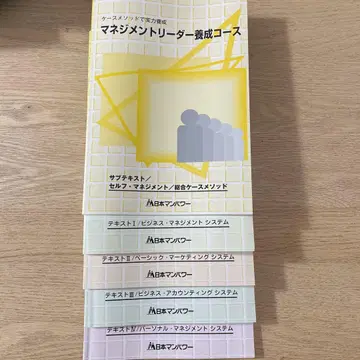 ケースメソッドで実力養成
マネジメントリーダー養成コース
サブテキスト/
セルフ・マネジメント/総合ケースメソッド
日本マンパワー
テキストⅠ/ビジネス・マネジメント システム
日本マンパワー
テキストⅡ/ベーシック・マーケティング システム
日本マンパワー
テキストⅢ/ビジネス・アカウンティング システム
日本マンパワー
テキストⅣ/パーソナル・マネジメント システム
日本マンパワー